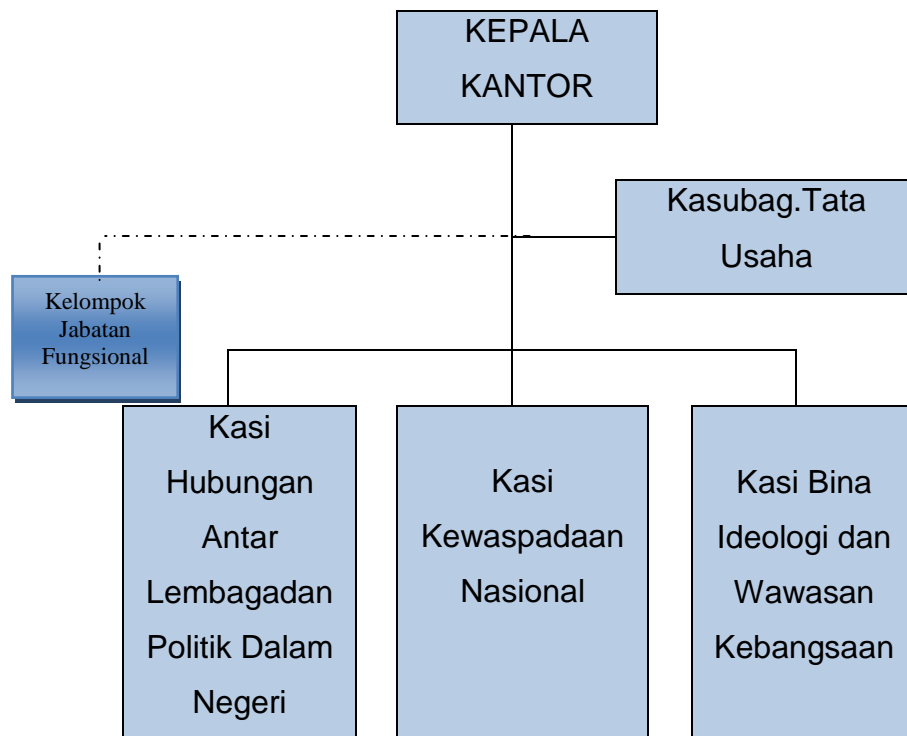 KEPALA
KANTOR
Kasubag.Tata
Usaha
Kelompok
Jabatan
Fungsional
Kasi
Hubungan
Antar
Lembagadan
Politik Dalam
Negeri
Kasi
Kewaspadaan
Nasional
Kasi Bina
Ideologi dan
Wawasan
Kebangsaan